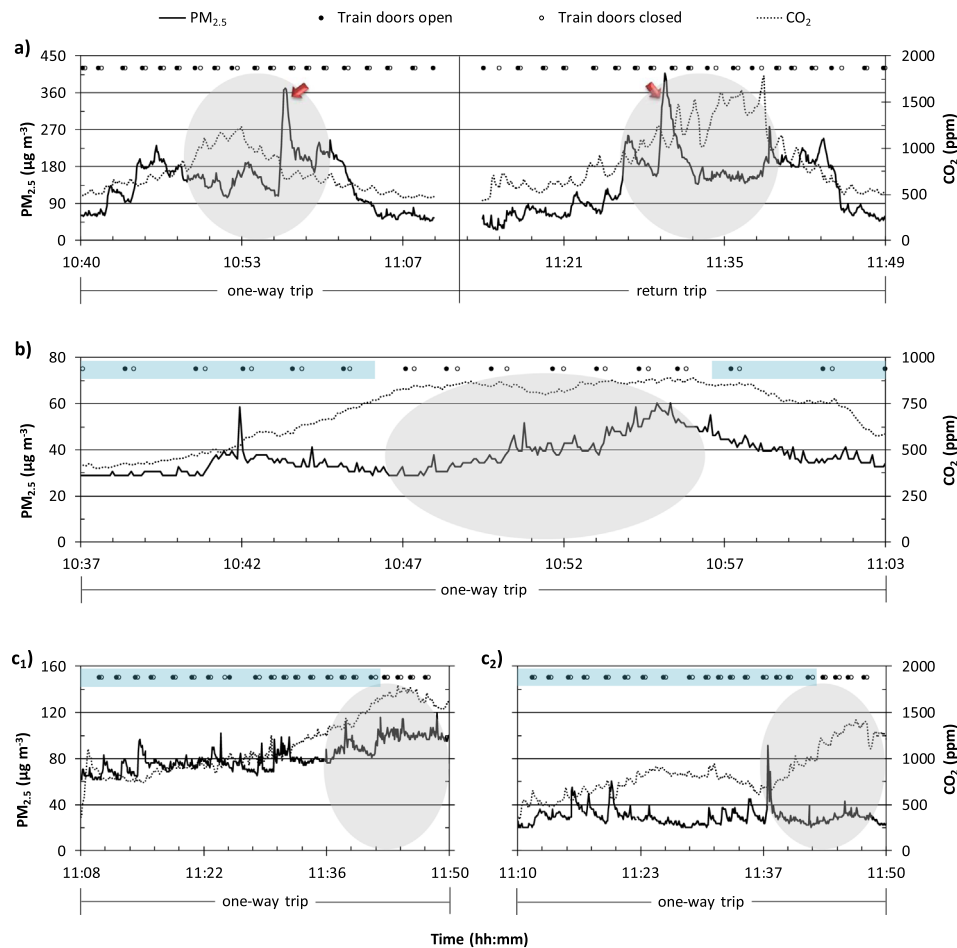 PM2.5 Train doors open Train doors closed CO2
a)
450 2000
360 1500
270
180 1000
90 500
0 0
PM2.5 (µg m-3)
CO2 (ppm)
10:40 10:53 11:07 11:21 11:35 11:49
one-way trip return trip
b)
80 1000
60 750
40 500
20 250
0 0
PM2.5 (µg m-3)
CO2 (ppm)
10:37 10:42 10:47 10:52 10:57 11:03
one-way trip
c1) c2)
160 2000
120 1500
80 1000
40 500
0 0
PM2.5 (µg m-3)
CO2 (ppm)
11:08 11:22 11:36 11:50 11:10 11:23 11:37 11:50
one-way trip one-way trip
Time (hh:mm)